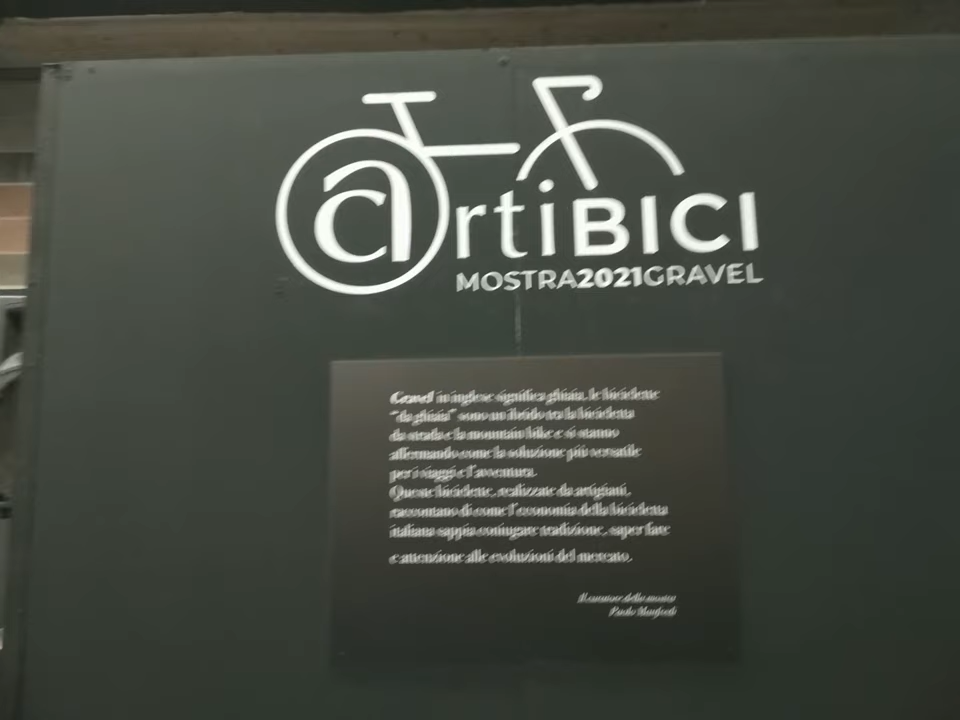 artiBICI
MOSTRA2021GRAVEL
Gravel in inglese significa ghiaia, le biciclette
"da ghiaia" sono un ibrido tra la bicicletta
da strada e la mountain bike e si stanno
affermando come la soluzione più versatile
per i viaggi e l'avventura.
Queste biciclette, realizzate da artigiani,
raccontano di come l'economia della bicicletta
italiana sappia coniugare tradizione, saper fare
e attenzione alle evoluzioni del mercato.
Il curatore della mostra
Paolo Manfredi